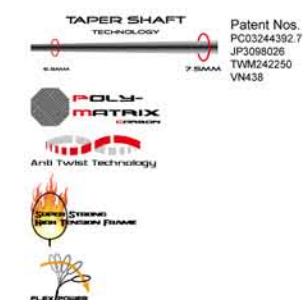 TAPER SHAFT
TECHNOLOGY
6.8MM
7.5MM
Patent Nos.
PC03244392.7
JP3098026
TWM242250
VN438
POLY-
MATRIX
CARBON
Anti Twist Technology
SUPER STRONG
HIGH TENSION FRAME
FLEX POWER